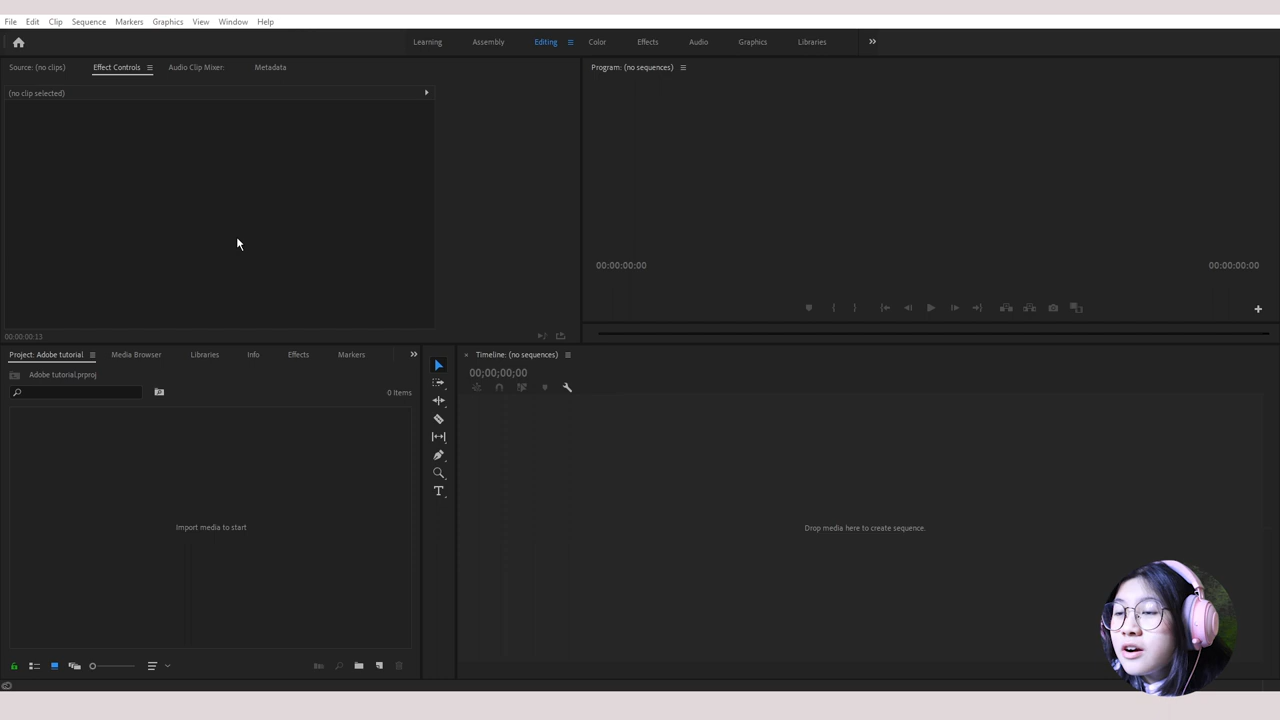 File Edit Clip Sequence Markers Graphics View Window Help
Learning Assembly Editing Color Effects Audio Graphics Libraries
Source: (no clips) Effect Controls Audio Clip Mixer: Metadata
Program: (no sequences)
(no clip selected)
00:00:00:00 00:00:00:00
00:00:00:13
Project: Adobe tutorial Media Browser Libraries Info Effects Markers
Timeline: (no sequences)
Adobe tutorial.prproj
00;00;00;00
0 Items
Import media to start
Drop media here to create sequence.